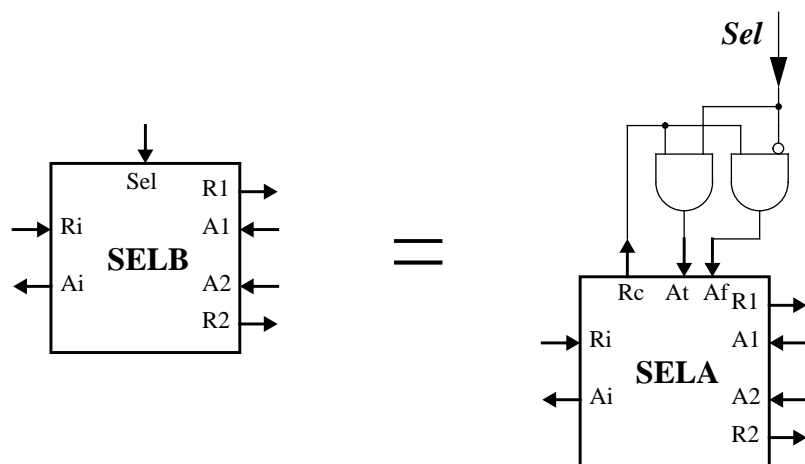 Sel
Sel
R1
Ri
A1
SELB
Ai
A2
R2
=
Rc
At
Af
R1
Ri
A1
SELA
Ai
A2
R2